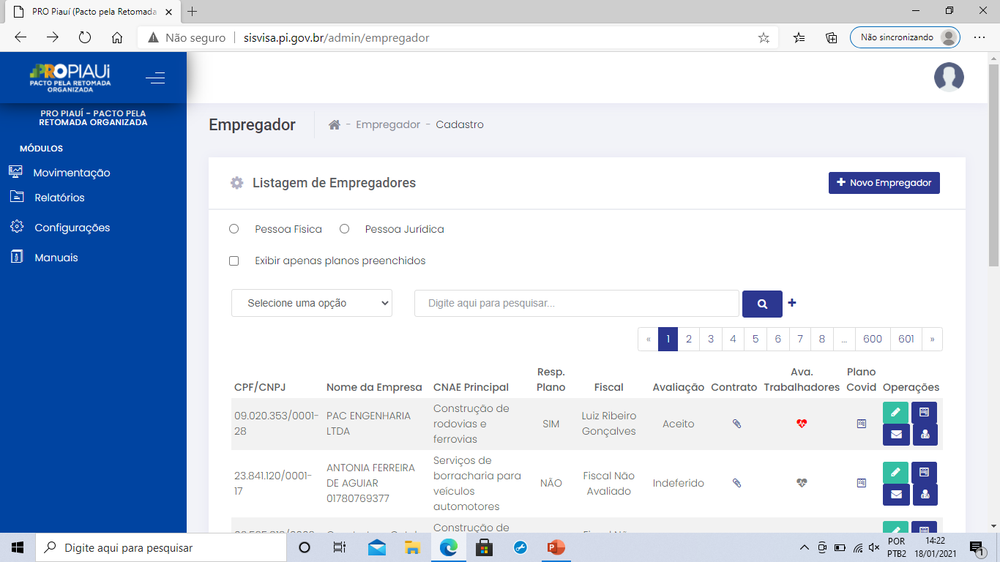 PRO Piauí (Pacto pela Retomada
Não seguro | sisvisa.pi.gov.br/admin/empregador
Não sincronizando
PROPIAUÍ
PACTO PELA RETOMADA
ORGANIZADA
PRO PIAUÍ - PACTO PELA
RETOMADA ORGANIZADA
MÓDULOS
Movimentação
Relatórios
Configurações
Manuais
Empregador
- Empregador - Cadastro
Listagem de Empregadores
+ Novo Empregador
Pessoa Física Pessoa Jurídica
Exibir apenas planos preenchidos
Selecione uma opção Digite aqui para pesquisar... +
« 1 2 3 4 5 6 7 8 ... 600 601 »
Resp. Ava. Plano
CPF/CNPJ Nome da Empresa CNAE Principal Plano Fiscal Avaliação Contrato Trabalhadores Covid Operações
Construção de
09.020.353/0001- PAC ENGENHARIA rodovias e SIM Luiz Ribeiro Aceito
28 LTDA ferrovias Gonçalves
Serviços de
ANTONIA FERREIRA borracharia para
23.841.120/0001- DE AGUIAR veículos NÃO Fiscal Não Indeferido
17 01780769377 automotores Avaliado
Construção de
Digite aqui para pesquisar
POR 14:22
PTB2 18/01/2021
1